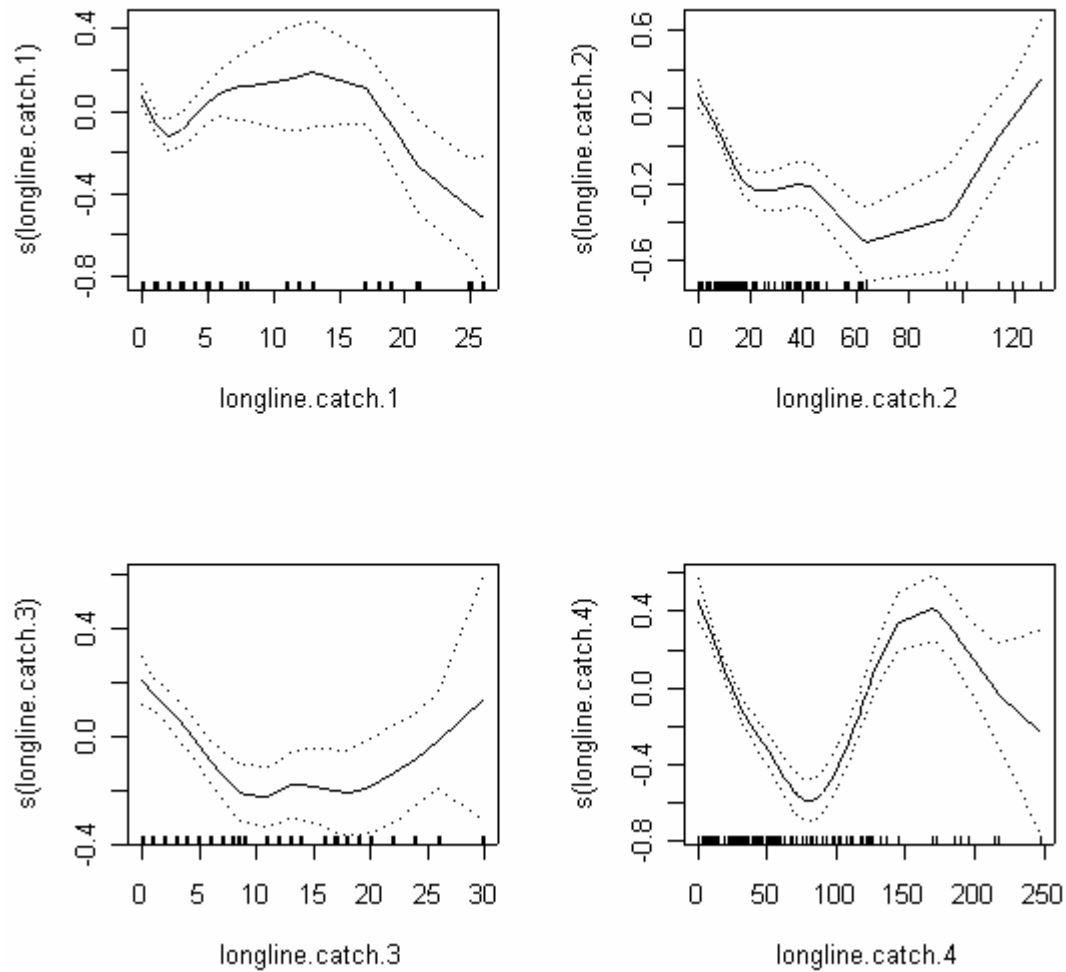 s(longline.catch.1)
0.4
0.0
-0.4
-0.8
0 5 10 15 20 25
longline.catch.1
s(longline.catch.2)
0.6
0.2
-0.2
-0.6
0 20 40 60 80 120
longline.catch.2
s(longline.catch.3)
0.4
0.0
-0.4
0 5 10 15 20 25 30
longline.catch.3
s(longline.catch.4)
0.4
0.0
-0.4
-0.8
0 50 100 150 200 250
longline.catch.4